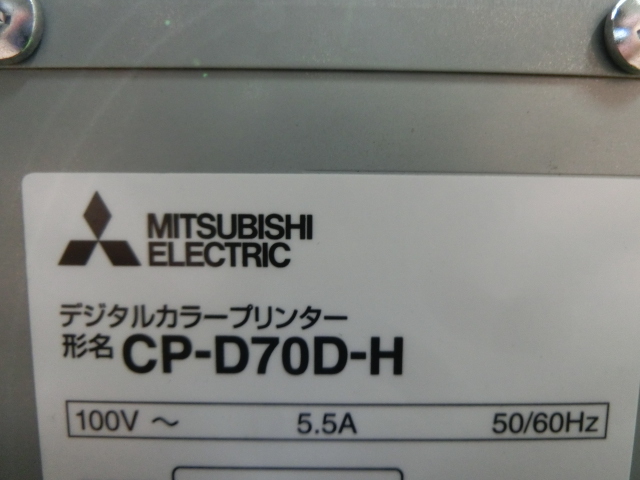 MITSUBISHI
ELECTRIC
デジタルカラープリンター
形名 CP-D70D-H
100V ～ 5.5A 50/60Hz